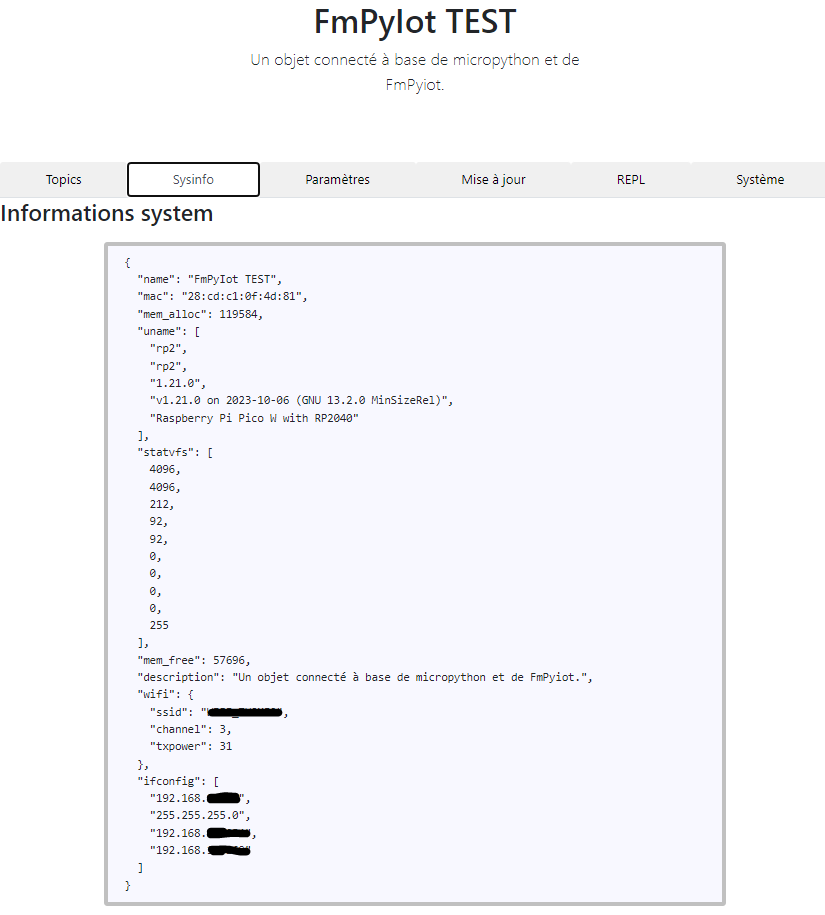 FmPyIot TEST
Un objet connecté à base de micropython et de
FmPyiot.
Topics
Sysinfo
Paramètres
Mise à jour
REPL
Système
Informations system
{
"name": "FmPyIot TEST",
"mac": "28:cd:c1:0f:4d:81",
"mem_alloc": 119584,
"uname": [
"rp2",
"rp2",
"1.21.0",
"v1.21.0 on 2023-10-06 (GNU 13.2.0 MinSizeRel)",
"Raspberry Pi Pico W with RP2040"
],
"statvfs": [
4096,
4096,
212,
92,
92,
0,
0,
0,
0,
255
],
"mem_free": 57696,
"description": "Un objet connecté à base de micropython et de FmPyiot.",
"wifi": {
"ssid": "",
"channel": 3,
"txpower": 31
},
"ifconfig": [
"192.168.",
"255.255.255.0",
"192.168.",
"192.168.
]
}